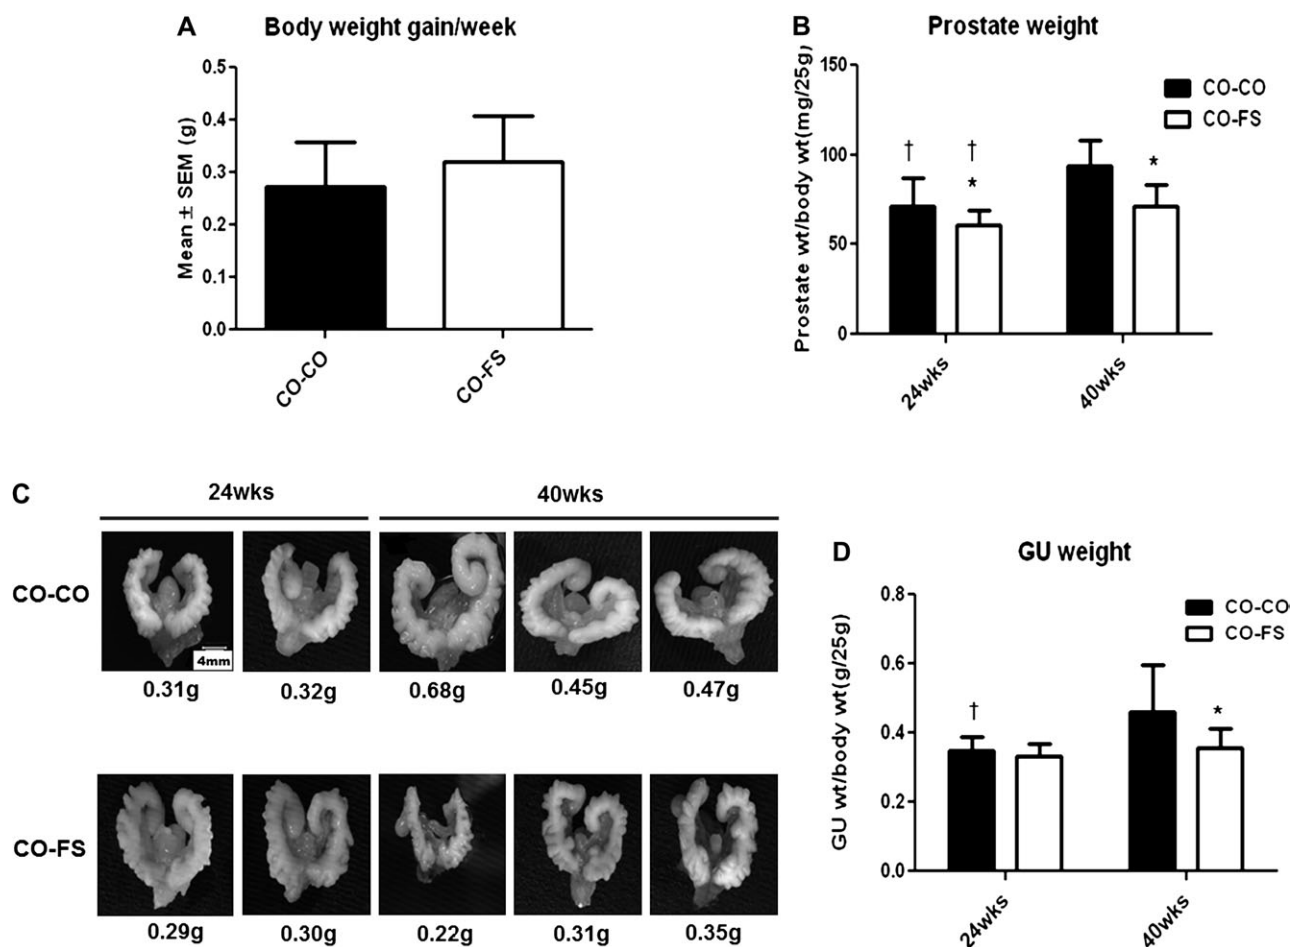 A
Body weight gain/week
0.5
0.4
0.3
0.2
0.1
0.0
Mean ± SEM (g)
CO-CO
CO-FS
B
Prostate weight
150
100
50
0
Prostate wt/body wt(mg/25g)
CO-CO
CO-FS
†
†
*
*
24wks
40wks
C
24wks
40wks
CO-CO
4mm
0.31g
0.32g
0.68g
0.45g
0.47g
CO-FS
0.29g
0.30g
0.22g
0.31g
0.35g
D
GU weight
0.8
0.6
0.4
0.2
0.0
GU wt/body wt(g/25g)
CO-CO
CO-FS
†
*
24wks
40wks